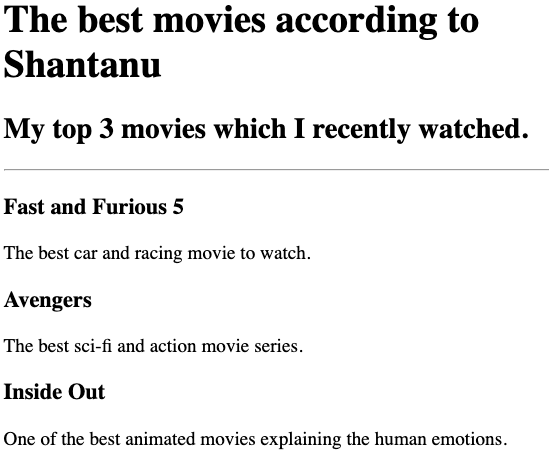 The best movies according to
Shantanu
My top 3 movies which I recently watched.
Fast and Furious 5
The best car and racing movie to watch.
Avengers
The best sci-fi and action movie series.
Inside Out
One of the best animated movies explaining the human emotions.